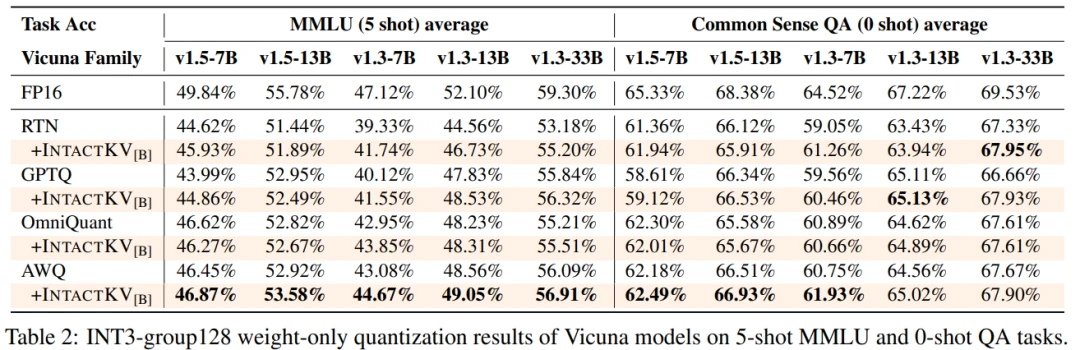 Task Acc MMLU (5 shot) average Common Sense QA (0 shot) average
Vicuna Family v1.5-7B v1.5-13B v1.3-7B v1.3-13B v1.3-33B v1.5-7B v1.5-13B v1.3-7B v1.3-13B v1.3-33B
FP16 49.84% 55.78% 47.12% 52.10% 59.30% 65.33% 68.38% 64.52% 67.22% 69.53%
RTN 44.62% 51.44% 39.33% 44.56% 53.18% 61.36% 66.12% 59.05% 63.43% 67.33%
+INTACTKV[B] 45.93% 51.89% 41.74% 46.73% 55.20% 61.94% 65.91% 61.26% 63.94% 67.95%
GPTQ 43.99% 52.95% 40.12% 47.83% 55.84% 58.61% 66.34% 59.56% 65.11% 66.66%
+INTACTKV[B] 44.86% 52.49% 41.55% 48.53% 56.32% 59.12% 66.53% 60.46% 65.13% 67.93%
OmniQuant 46.62% 52.82% 42.95% 48.23% 55.21% 62.30% 65.58% 60.89% 64.62% 67.61%
+INTACTKV[B] 46.27% 52.67% 43.85% 48.31% 55.51% 62.01% 65.67% 60.66% 64.89% 67.61%
AWQ 46.45% 52.92% 43.08% 48.56% 56.09% 62.18% 66.51% 60.75% 64.56% 67.67%
+INTACTKV[B] 46.87% 53.58% 44.67% 49.05% 56.91% 62.49% 66.93% 61.93% 65.02% 67.90%
Table 2: INT3-group128 weight-only quantization results of Vicuna models on 5-shot MMLU and 0-shot QA tasks.